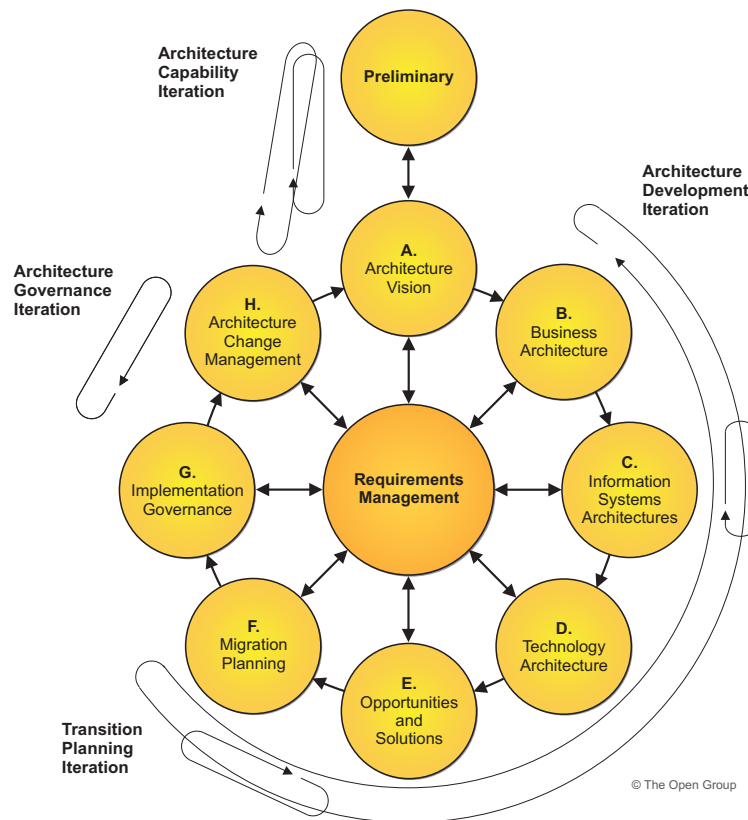 Architecture
Capability
Iteration
Preliminary
Architecture
Development
Iteration
A.
Architecture
Vision
Architecture
Governance
Iteration
H.
Architecture
Change
Management
B.
Business
Architecture
G.
Implementation
Governance
Requirements
Management
C.
Information
Systems
Architectures
F.
Migration
Planning
D.
Technology
Architecture
E.
Opportunities
and
Solutions
Transition
Planning
Iteration
© The Open Group